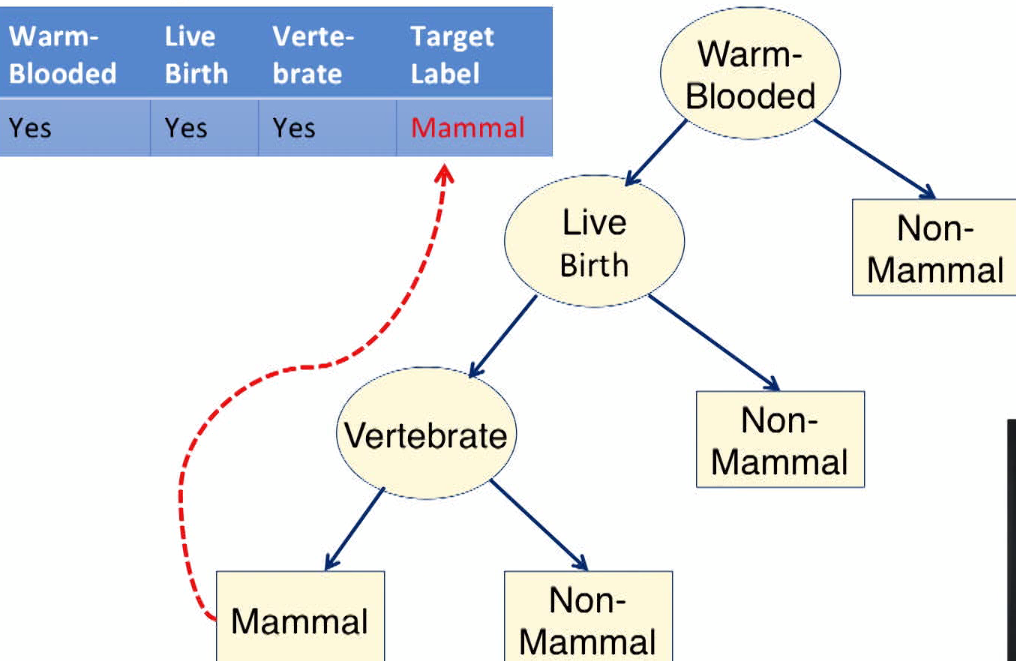 Warm-
Blooded
Live
Birth
Verte-
brate
Target
Label
Yes
Yes
Yes
Mammal
Warm-
Blooded
Live
Birth
Non-
Mammal
Vertebrate
Non-
Mammal
Mammal
Non-
Mammal